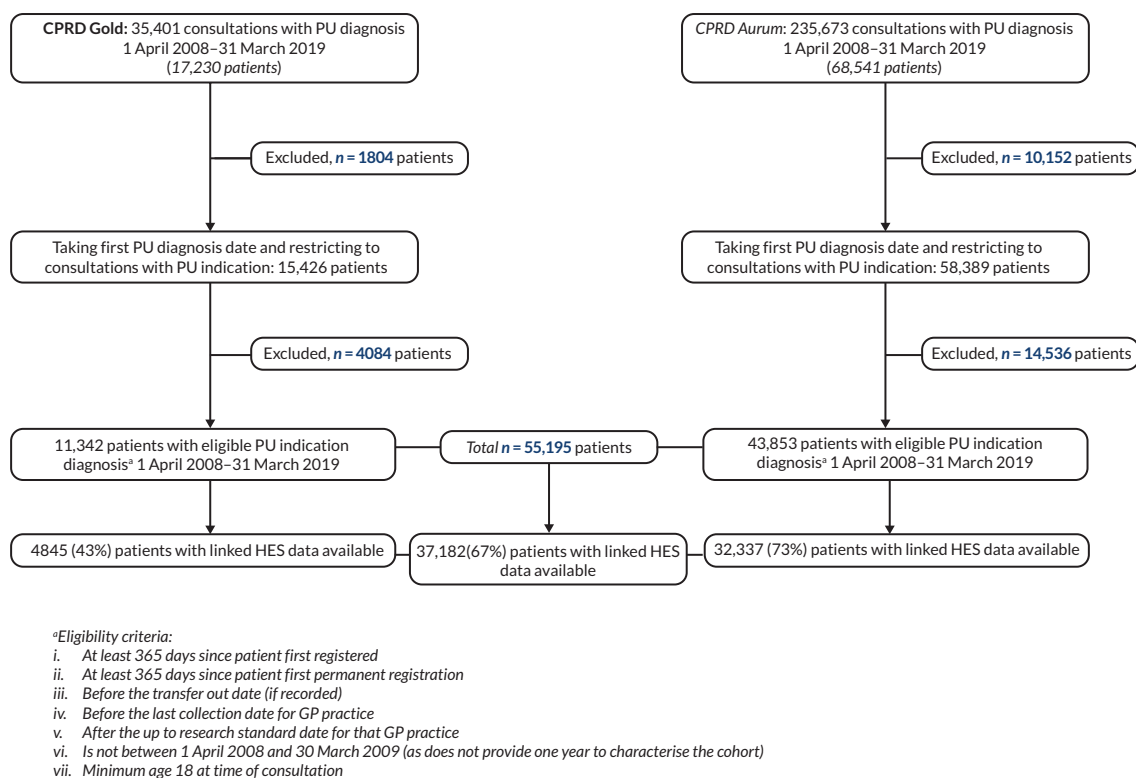 CPRD Gold: 35,401 consultations with PU diagnosis
1 April 2008–31 March 2019
(17,230 patients)
CPRD Aurum: 235,673 consultations with PU diagnosis
1 April 2008–31 March 2019
(68,541 patients)
Excluded, n = 1804 patients
Excluded, n = 10,152 patients
Taking first PU diagnosis date and restricting to
consultations with PU indication: 15,426 patients
Taking first PU diagnosis date and restricting to
consultations with PU indication: 58,389 patients
Excluded, n = 4084 patients
Excluded, n = 14,536 patients
11,342 patients with eligible PU indication
diagnosisᵃ 1 April 2008–31 March 2019
Total n = 55,195 patients
43,853 patients with eligible PU indication
diagnosisᵃ 1 April 2008–31 March 2019
4845 (43%) patients with linked HES data available
37,182(67%) patients with linked HES
data available
32,337 (73%) patients with linked HES data available
ᵃEligibility criteria:
i. At least 365 days since patient first registered
ii. At least 365 days since patient first permanent registration
iii. Before the transfer out date (if recorded)
iv. Before the last collection date for GP practice
v. After the up to research standard date for that GP practice
vi. Is not between 1 April 2008 and 30 March 2009 (as does not provide one year to characterise the cohort)
vii. Minimum age 18 at time of consultation